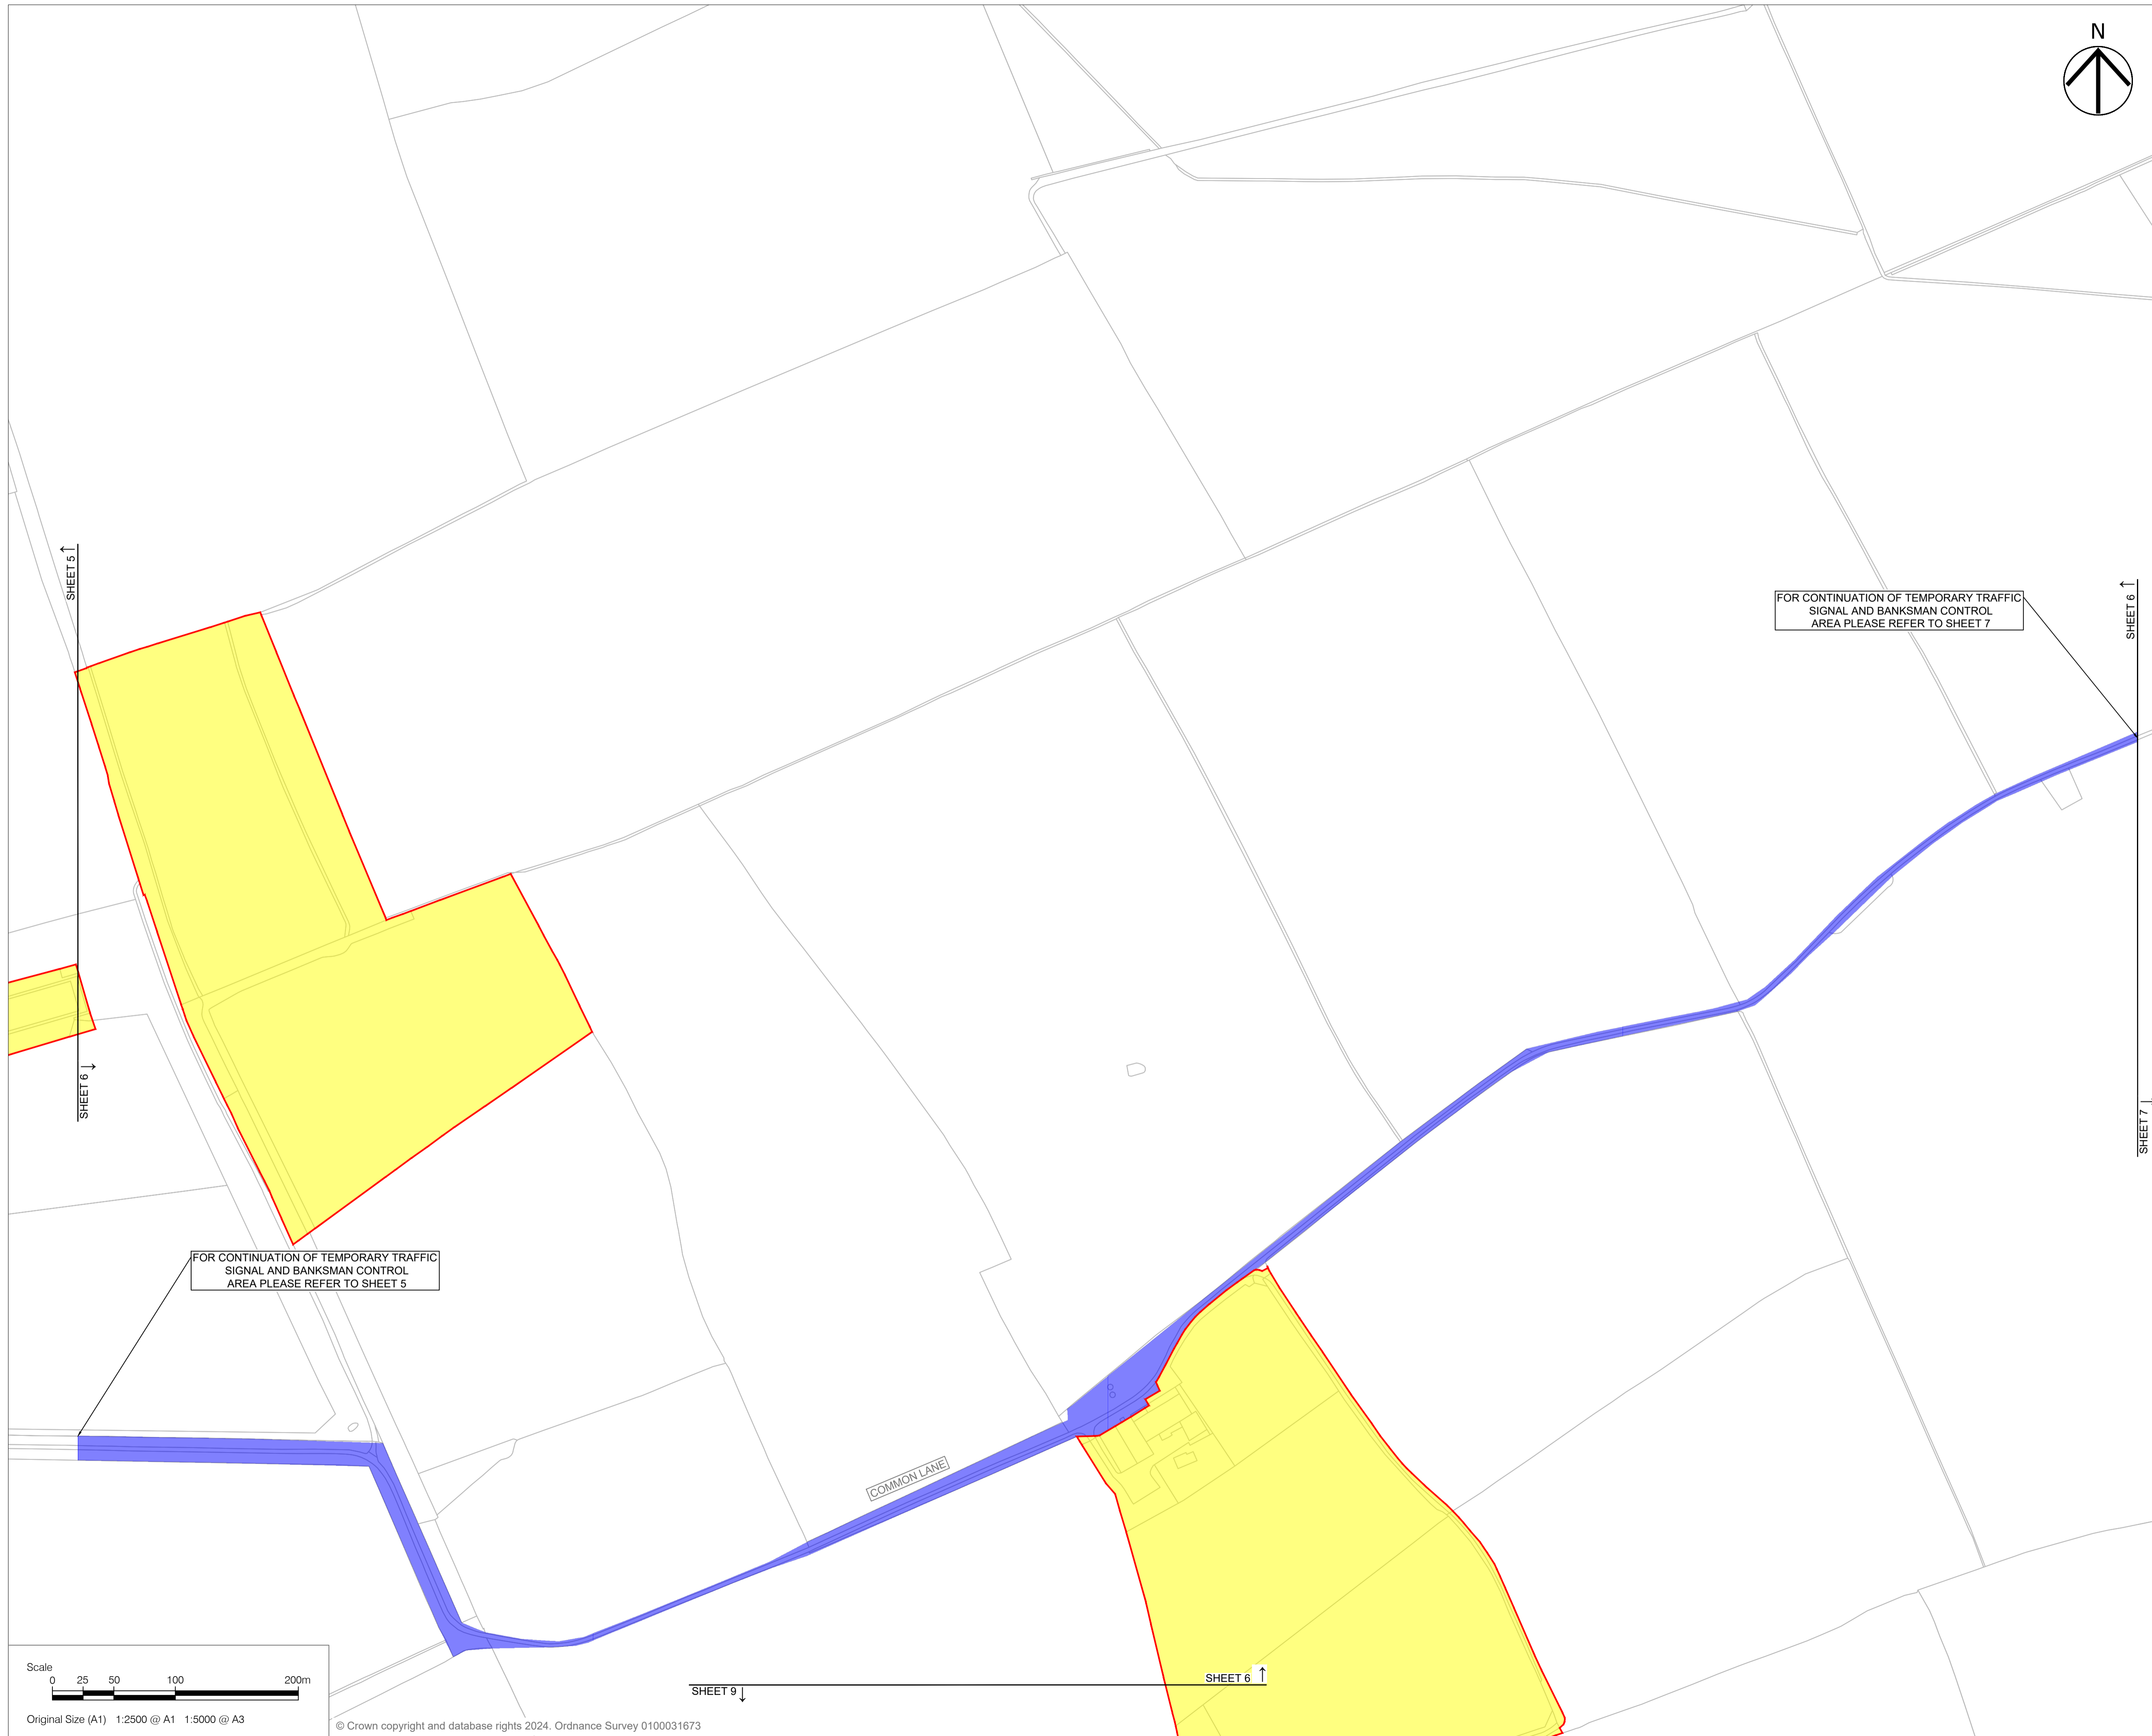 N
SHEET 5
SHEET 6
FOR CONTINUATION OF TEMPORARY TRAFFIC
SIGNAL AND BANKSMAN CONTROL
AREA PLEASE REFER TO SHEET 7
SHEET 6
SHEET 7
FOR CONTINUATION OF TEMPORARY TRAFFIC
SIGNAL AND BANKSMAN CONTROL
AREA PLEASE REFER TO SHEET 5
COMMON LANE
SHEET 6
SHEET 9
Scale
0 25 50 100 200m
Original Size (A1) 1:2500 @ A1 1:5000 @ A3
© Crown copyright and database rights 2024. Ordnance Survey 0100031673